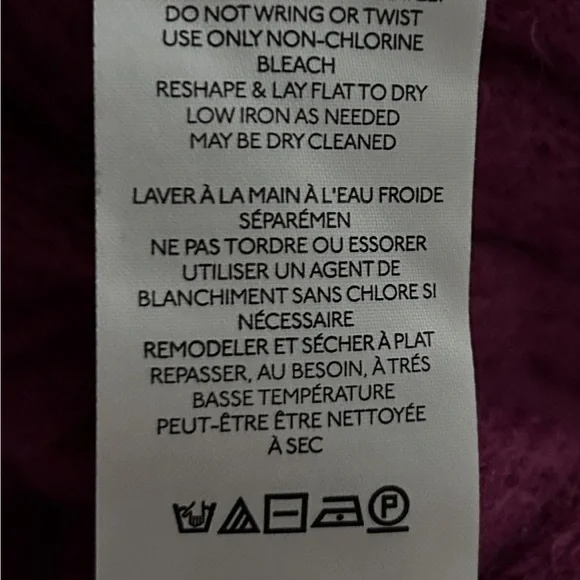 DO NOT WRING OR TWIST
USE ONLY NON-CHLORINE
BLEACH
RESHAPE & LAY FLAT TO DRY
LOW IRON AS NEEDED
MAY BE DRY CLEANED
LAVER À LA MAIN À L'EAU FROIDE
SÉPARÉMEN
NE PAS TORDRE OU ESSORER
UTILISER UN AGENT DE
BLANCHIMENT SANS CHLORE SI
NÉCESSAIRE
REMODELER ET SÉCHER À PLAT
REPASSER, AU BESOIN, À TRÉS
BASSE TEMPÉRATURE
PEUT-ÊTRE ÊTRE NETTOYÉE
À SEC
P